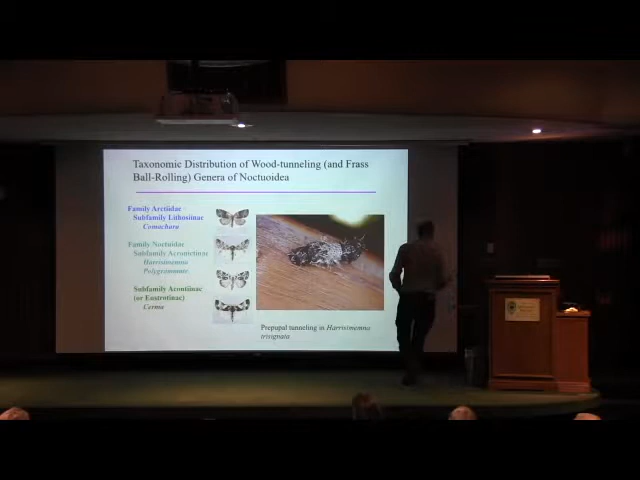 Taxonomic Distribution of Wood-tunneling (and Frass
Ball-Rolling) Genera of Noctuoidea
Family Arctiidae
Subfamily Lithosiinae
Comachara
Family Noctuidae
Subfamily Acronictinae
Harrisimemna
Polygrammate
Subfamily Acontiinae
(or Eustrotiinae)
Cerma
Prepupal tunneling in Harrisimemna
trisignata